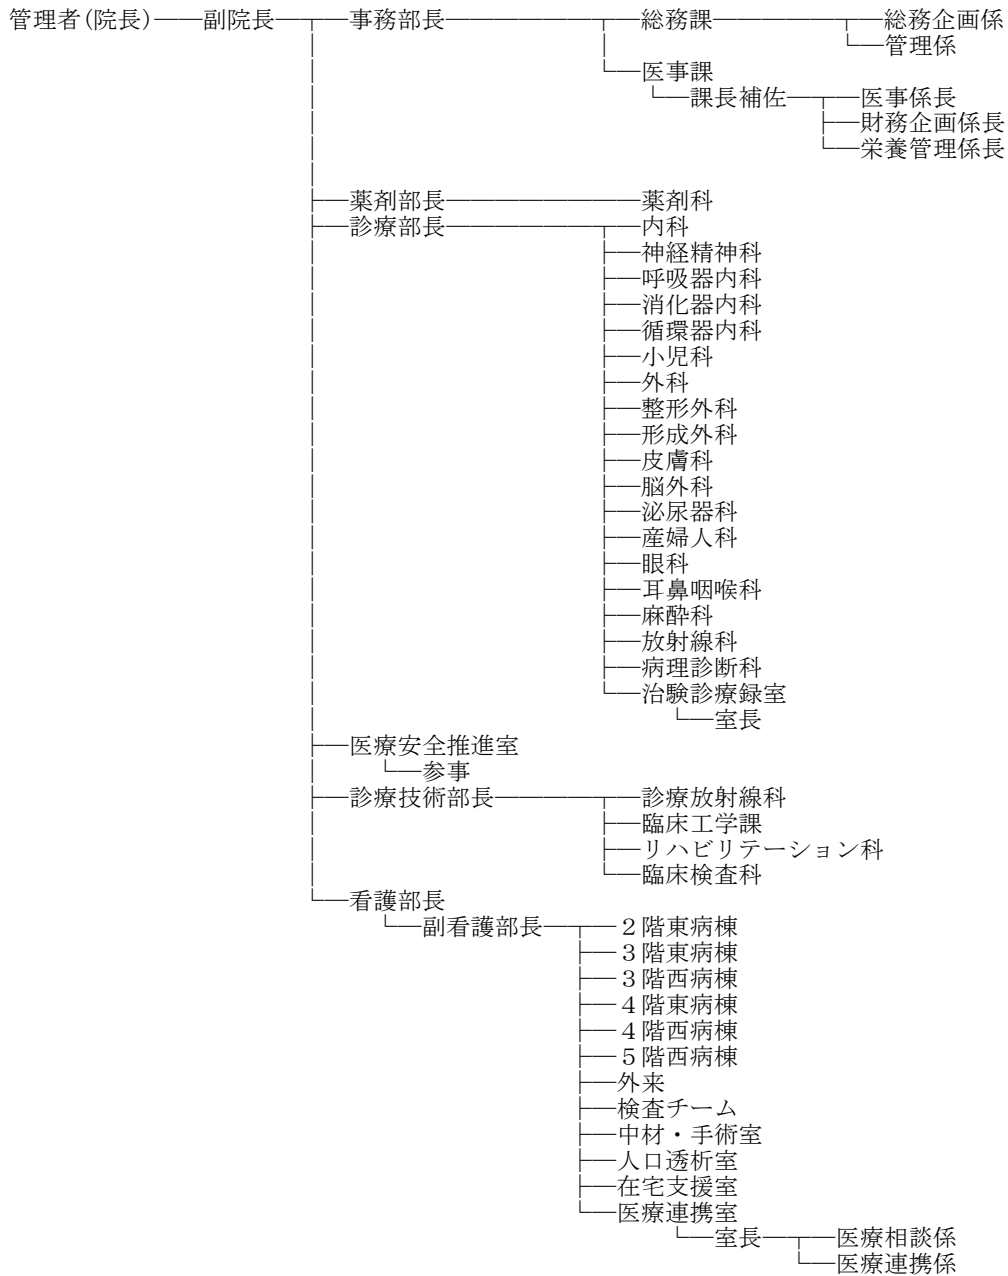 管理者(院長)──副院長─┬─事務部長──────┬─総務課─────┬─総務企画係
└─管理係
└─医事課
└─課長補佐─┬─医事係長
├─財務企画係長
└─栄養管理係長
├─薬剤部長────────薬剤科
├─診療部長──────┬─内科
├─神経精神科
├─呼吸器内科
├─消化器内科
├─循環器内科
├─小児科
├─外科
├─整形外科
├─形成外科
├─皮膚科
├─脳外科
├─泌尿器科
├─産婦人科
├─眼科
├─耳鼻咽喉科
├─麻酔科
├─放射線科
├─病理診断科
└─治験診療録室
└─室長
├─医療安全推進室
└─参事
├─診療技術部長────┬─診療放射線科
├─臨床工学課
├─リハビリテーション科
└─臨床検査科
└─看護部長
└─副看護部長─┬─２階東病棟
├─３階東病棟
├─３階西病棟
├─４階東病棟
├─４階西病棟
├─５階西病棟
├─外来
├─検査チーム
├─中材・手術室
├─人口透析室
├─在宅支援室
└─医療連携室
└─室長─┬─医療相談係
└─医療連携係